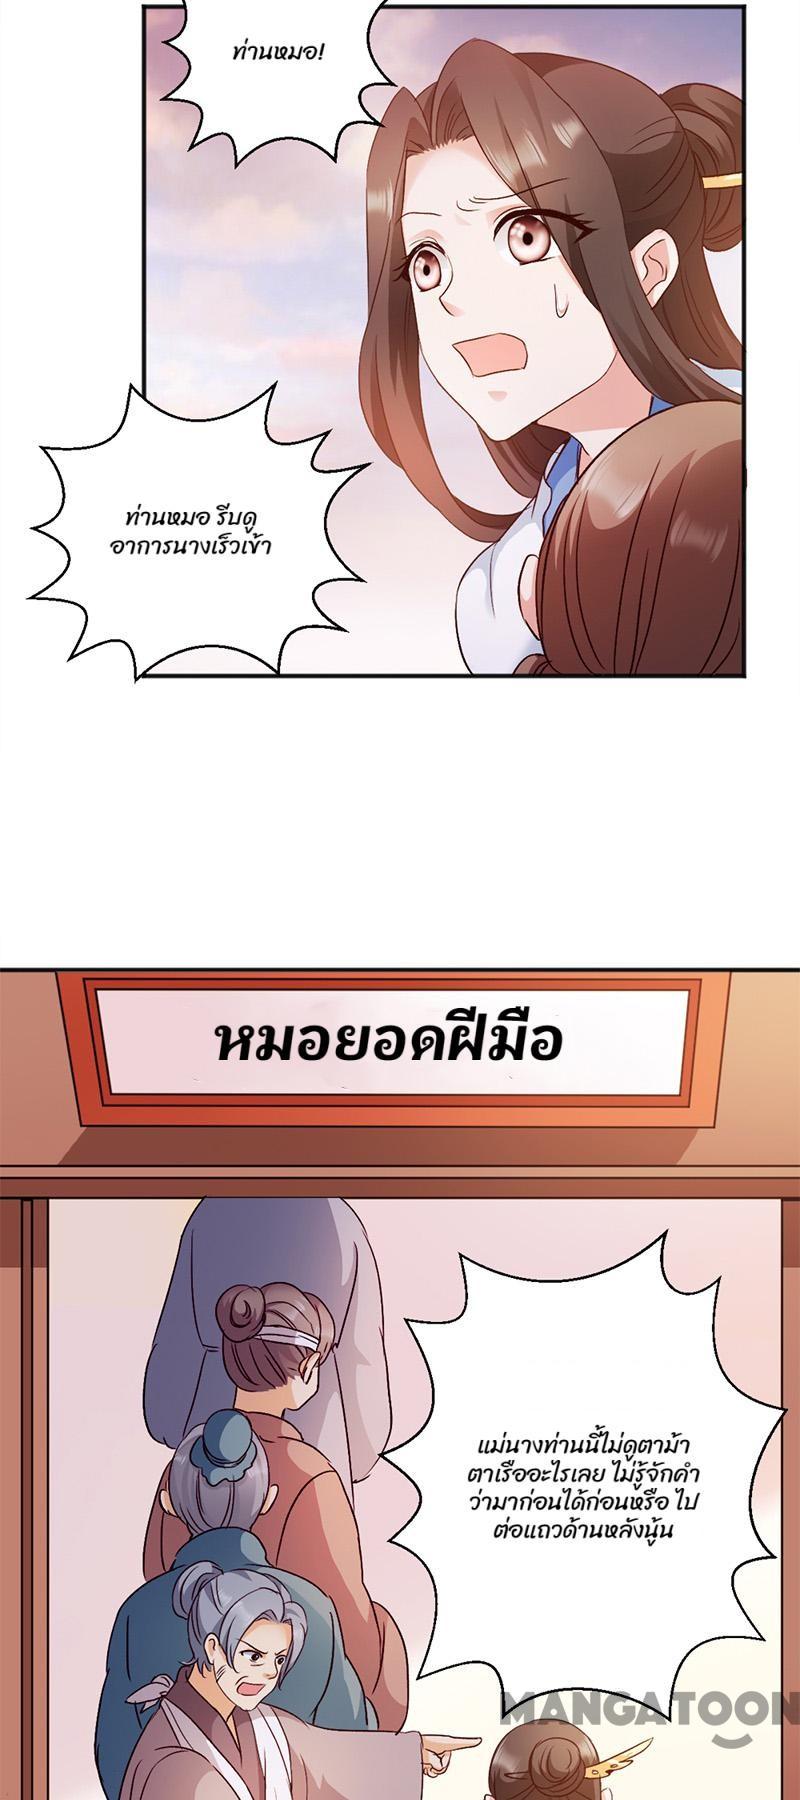 ท่านหมอ!
ท่านหมอ รีบดู
อาการนางเร็วเข้า
หมอยอดฝีมือ
แม่นางท่านนี้ไม่ดูตาม้า
ตาเรืออะไรเลย ไม่รู้จักคำ
ว่ามาก่อนได้ก่อนหรือ ไป
ต่อแถวด้านหลังนู้น
MANGATOON